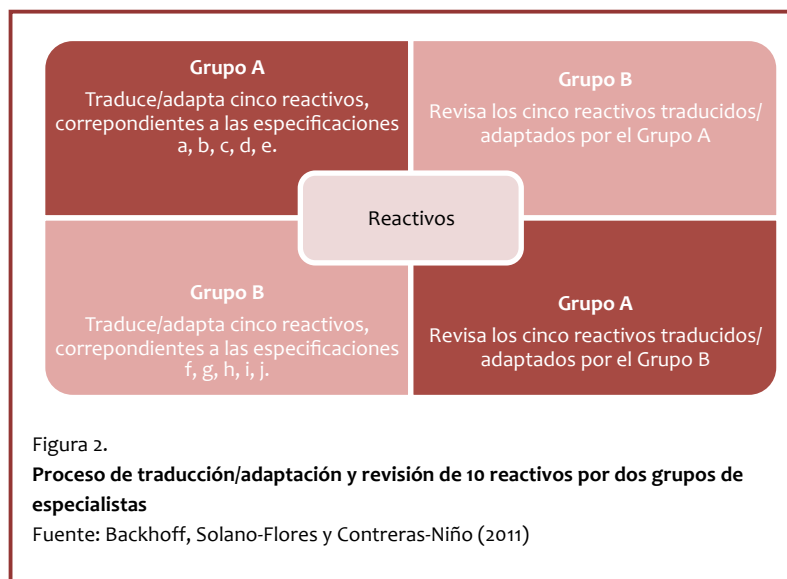 Grupo A
Traduce/adapta cinco reactivos,
correpondientes a las especificaciones
a, b, c, d, e.
Grupo B
Revisa los cinco reactivos traducidos/
adaptados por el Grupo A
Reactivos
Grupo B
Traduce/adapta cinco reactivos,
correpondientes a las especificaciones
f, g, h, i, j.
Grupo A
Revisa los cinco reactivos traducidos/
adaptados por el Grupo B
Figura 2.
Proceso de traducción/adaptación y revisión de 10 reactivos por dos grupos de
especialistas
Fuente: Backhoff, Solano-Flores y Contreras-Niño (2011)